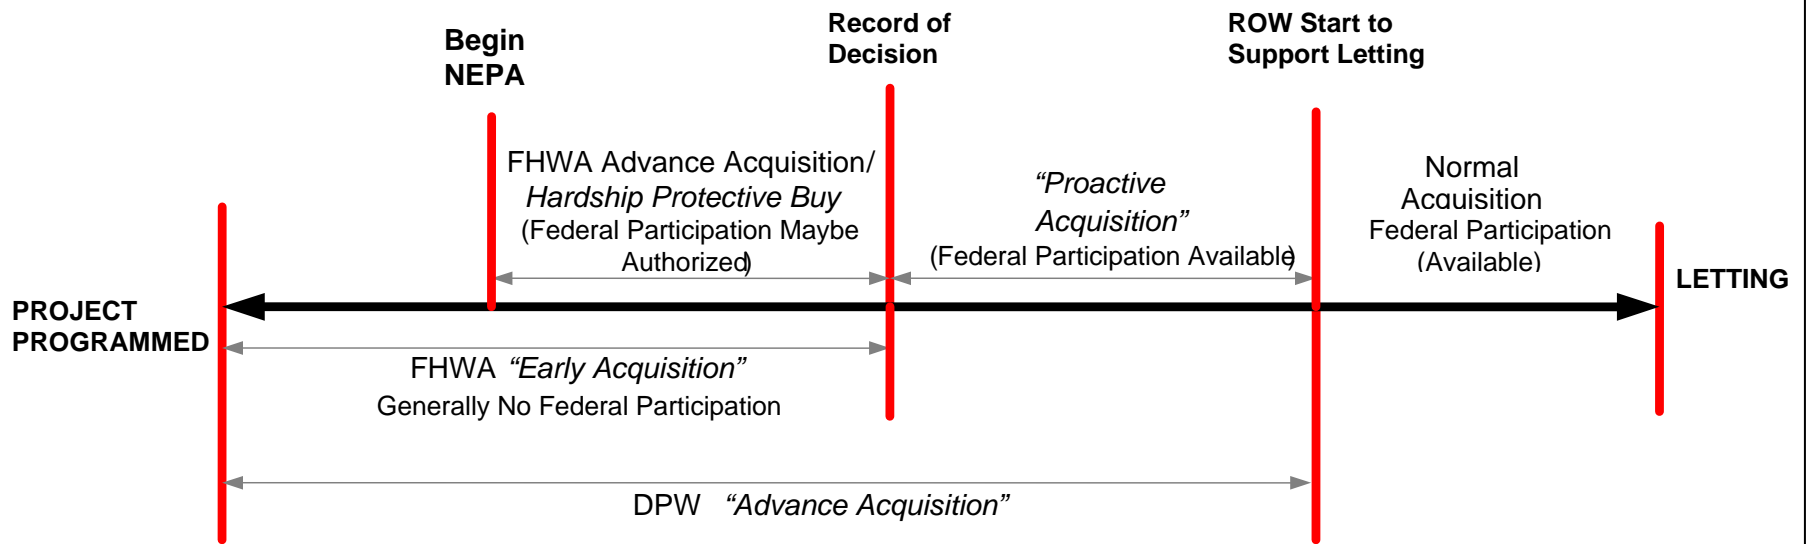 Begin
NEPA
Record of
Decision
ROW Start to
Support Letting
FHWA Advance Acquisition/
Hardship Protective Buy
(Federal Participation Maybe
Authorized)
“Proactive
Acquisition”
(Federal Participation Available)
Normal
Acquisition
Federal Participation
(Available)
PROJECT
PROGRAMMED
LETTING
FHWA “Early Acquisition”
Generally No Federal Participation
DPW “Advance Acquisition”